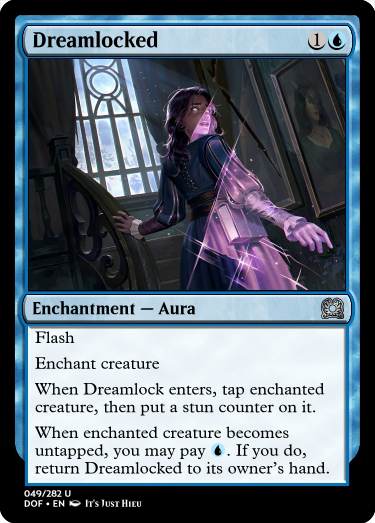 Dreamlocked 1
Enchantment — Aura
Flash
Enchant creature
When Dreamlock enters, tap enchanted
creature, then put a stun counter on it.
When enchanted creature becomes
untapped, you may pay . If you do,
return Dreamlocked to its owner's hand.
049/282 U
DOF • EN It's Just Hieu